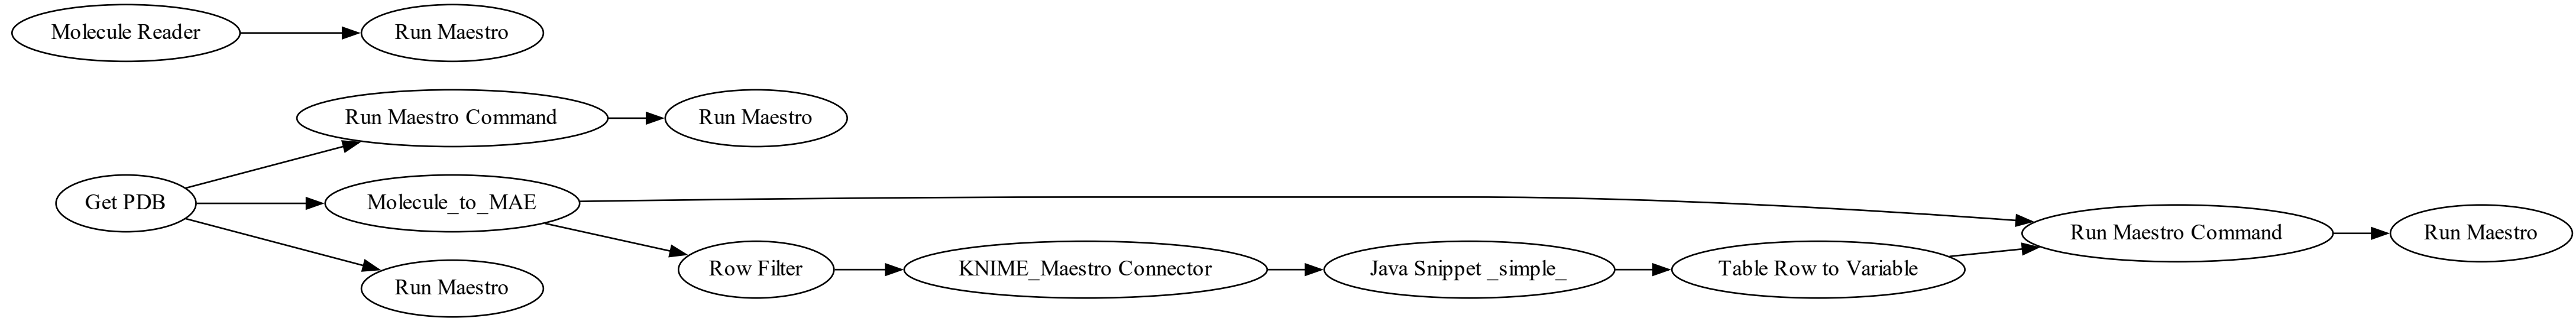 Molecule Reader
Run Maestro
Run Maestro Command
Run Maestro
Get PDB
Molecule_to_MAE
Run Maestro Command
Run Maestro
Row Filter
KNIME_Maestro Connector
Java Snippet _simple_
Table Row to Variable
Run Maestro